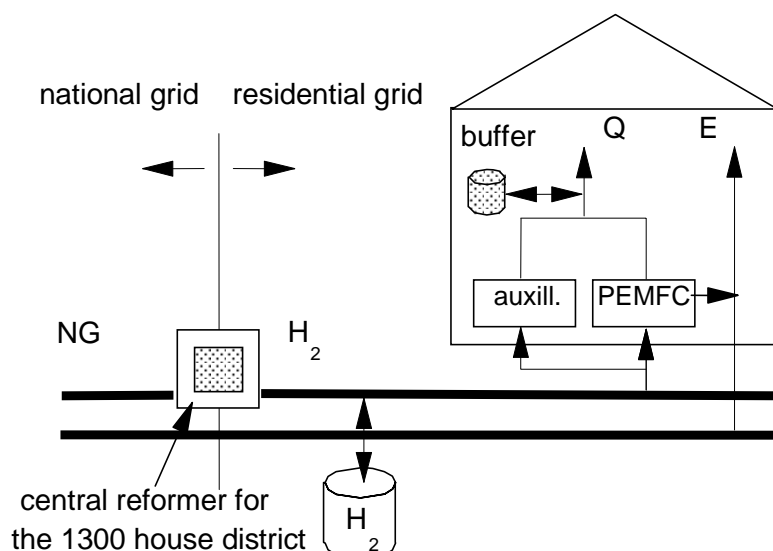 national grid residential grid
buffer Q E
auxill. PEMFC
NG H₂
central reformer for
the 1300 house district
H₂